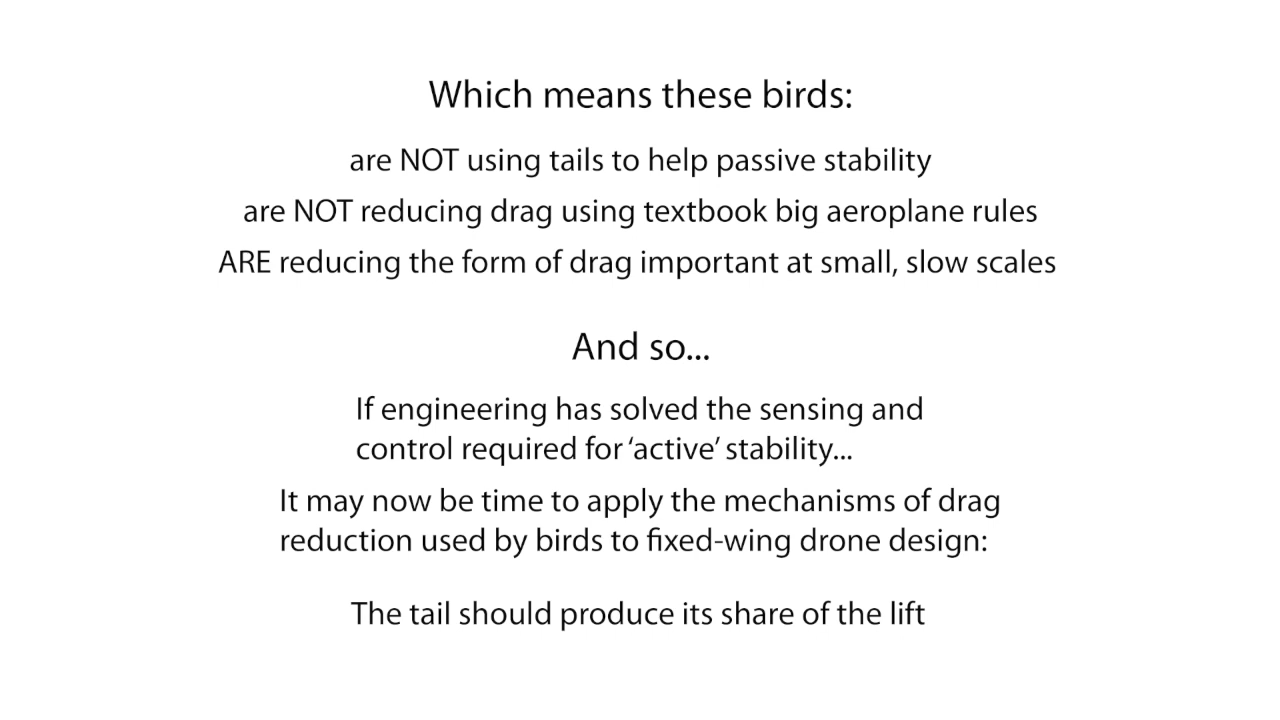 Which means these birds:
are NOT using tails to help passive stability
are NOT reducing drag using textbook big aeroplane rules
ARE reducing the form of drag important at small, slow scales
And so...
If engineering has solved the sensing and
control required for ‘active’ stability...
It may now be time to apply the mechanisms of drag
reduction used by birds to fixed-wing drone design:
The tail should produce its share of the lift